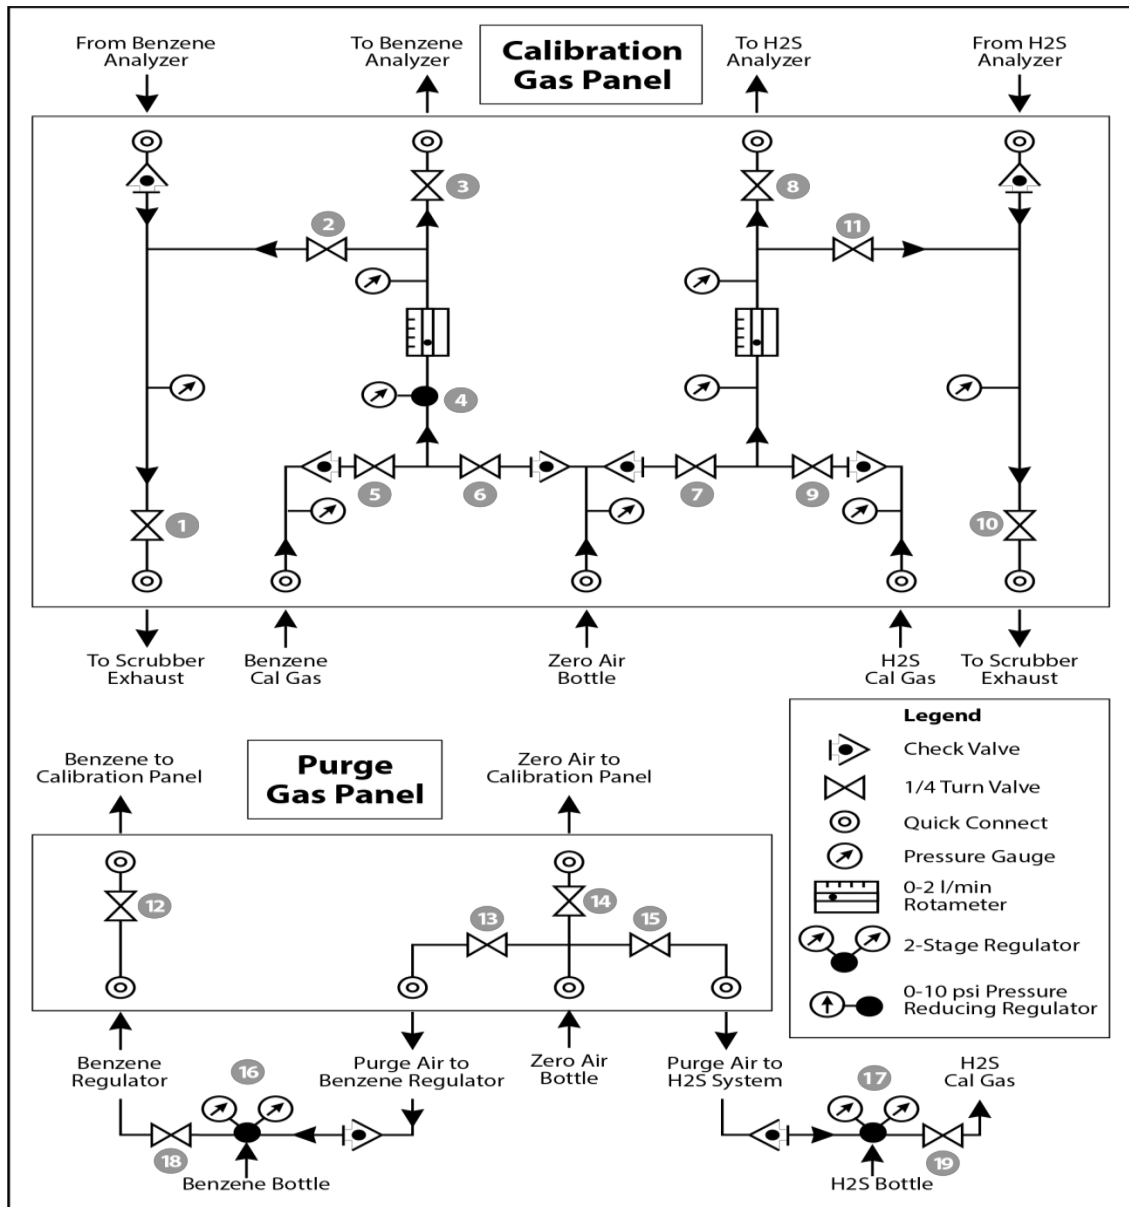 From Benzene
Analyzer
To Benzene
Analyzer
Calibration
Gas Panel
To H2S
Analyzer
From H2S
Analyzer
3
8
2
11
4
5
6
7
9
1
10
To Scrubber
Exhaust
Benzene
Cal Gas
Zero Air
Bottle
H2S
Cal Gas
To Scrubber
Exhaust
Legend
Check Valve
1/4 Turn Valve
Quick Connect
Pressure Gauge
0-2 l/min
Rotameter
2-Stage Regulator
0-10 psi Pressure
Reducing Regulator
Benzene to
Calibration Panel
Purge
Gas Panel
Zero Air to
Calibration Panel
12
13
14
15
Benzene
Regulator
Purge Air to
Benzene Regulator
Zero Air
Bottle
Purge Air to
H2S System
H2S
Cal Gas
16
17
18
19
Benzene Bottle
H2S Bottle